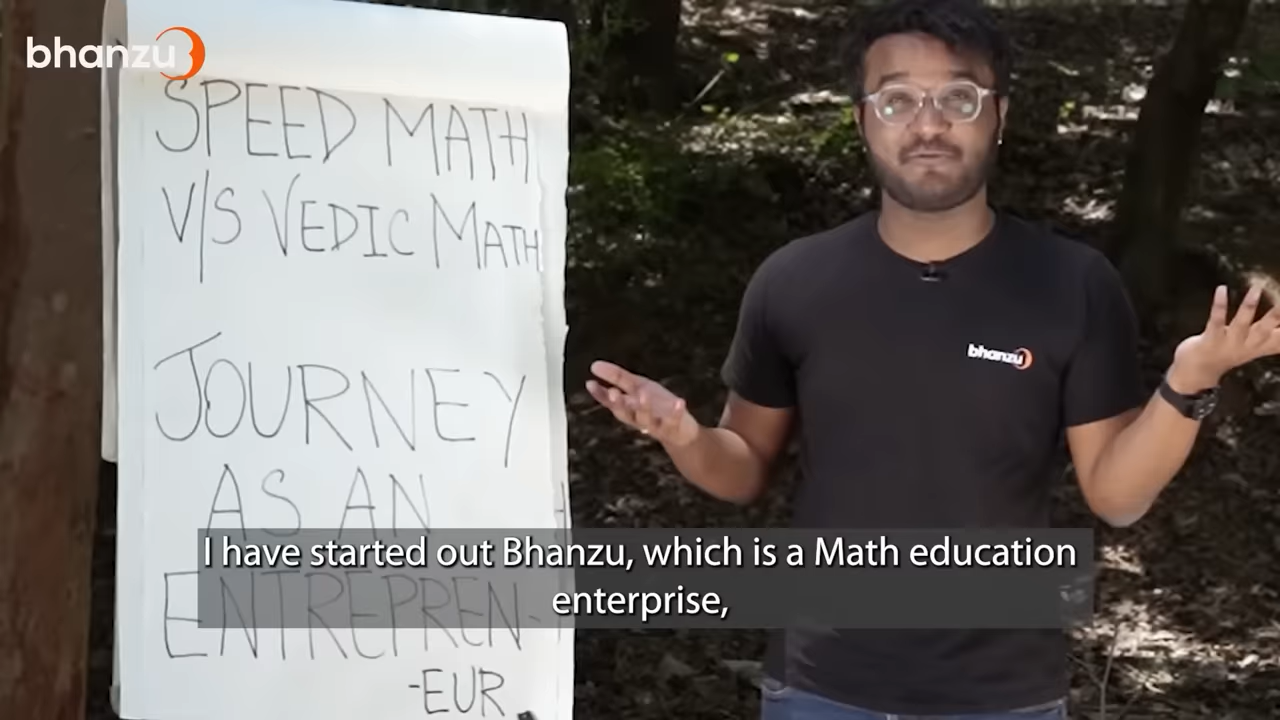 bhanzu
SPEED MATH
V/S VEDIC MATH
JOURNEY
AS AN
ENTREPREN-
-EUR
bhanzu
I have started out Bhanzu, which is a Math education
enterprise,